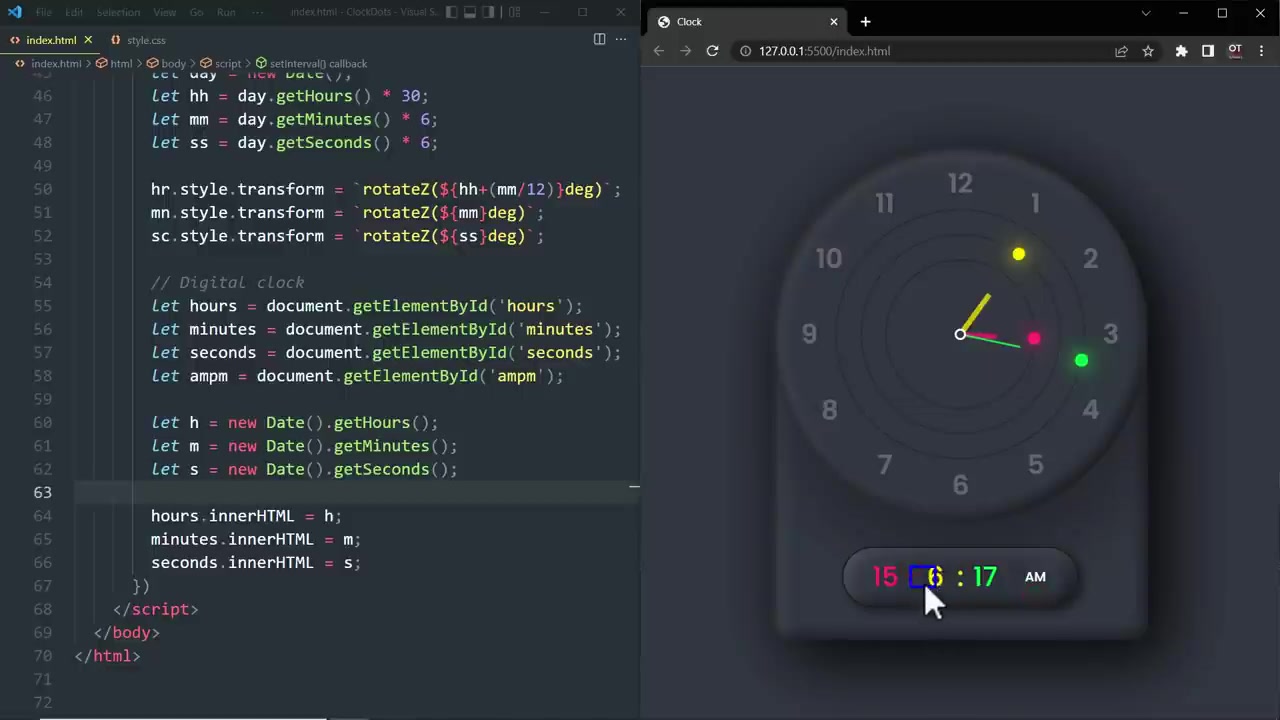 File Edit Selection View Go Run ... index.html - ClockDots - Visual S...
index.html style.css
index.html html body script setInterval() callback
45 let day = new Date();
46 let hh = day.getHours() * 30;
47 let mm = day.getMinutes() * 6;
48 let ss = day.getSeconds() * 6;
49
50 hr.style.transform = `rotateZ(${hh+(mm/12)}deg)`;
51 mn.style.transform = `rotateZ(${mm}deg)`;
52 sc.style.transform = `rotateZ(${ss}deg)`;
53
54 // Digital clock
55 let hours = document.getElementById('hours');
56 let minutes = document.getElementById('minutes');
57 let seconds = document.getElementById('seconds');
58 let ampm = document.getElementById('ampm');
59
60 let h = new Date().getHours();
61 let m = new Date().getMinutes();
62 let s = new Date().getSeconds();
63
64 hours.innerHTML = h;
65 minutes.innerHTML = m;
66 seconds.innerHTML = s;
67 })
68 </script>
69 </body>
70 </html>
71
72
Clock
127.0.0.1:5500/index.html
OT
12
11 1
10 2
9 3
8 4
7 5
6
15 6 : 17 AM